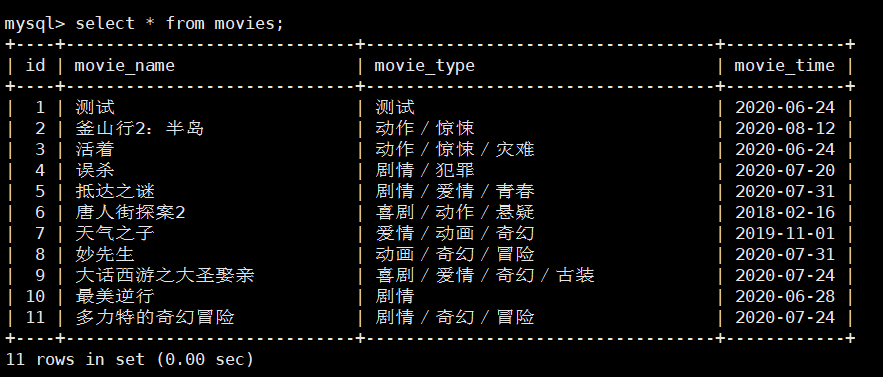 mysql> select * from movies;
+----+-----------------------------+-----------------------------------+------------+
| id | movie_name                  | movie_type                        | movie_time |
+----+-----------------------------+-----------------------------------+------------+
|  1 | 测试                        | 测试                              | 2020-06-24 |
|  2 | 釜山行2：半岛               | 动作／惊悚                        | 2020-08-12 |
|  3 | 活着                        | 动作／惊悚／灾难                  | 2020-06-24 |
|  4 | 误杀                        | 剧情／犯罪                        | 2020-07-20 |
|  5 | 抵达之谜                    | 剧情／爱情／青春                  | 2020-07-31 |
|  6 | 唐人街探案2                 | 喜剧／动作／悬疑                  | 2018-02-16 |
|  7 | 天气之子                    | 爱情／动画／奇幻                  | 2019-11-01 |
|  8 | 妙先生                      | 动画／奇幻／冒险                  | 2020-07-31 |
|  9 | 大话西游之大圣娶亲          | 喜剧／爱情／奇幻／古装            | 2020-07-24 |
| 10 | 最美逆行                    | 剧情                              | 2020-06-28 |
| 11 | 多力特的奇幻冒险            | 剧情／奇幻／冒险                  | 2020-07-24 |
+----+-----------------------------+-----------------------------------+------------+
11 rows in set (0.00 sec)